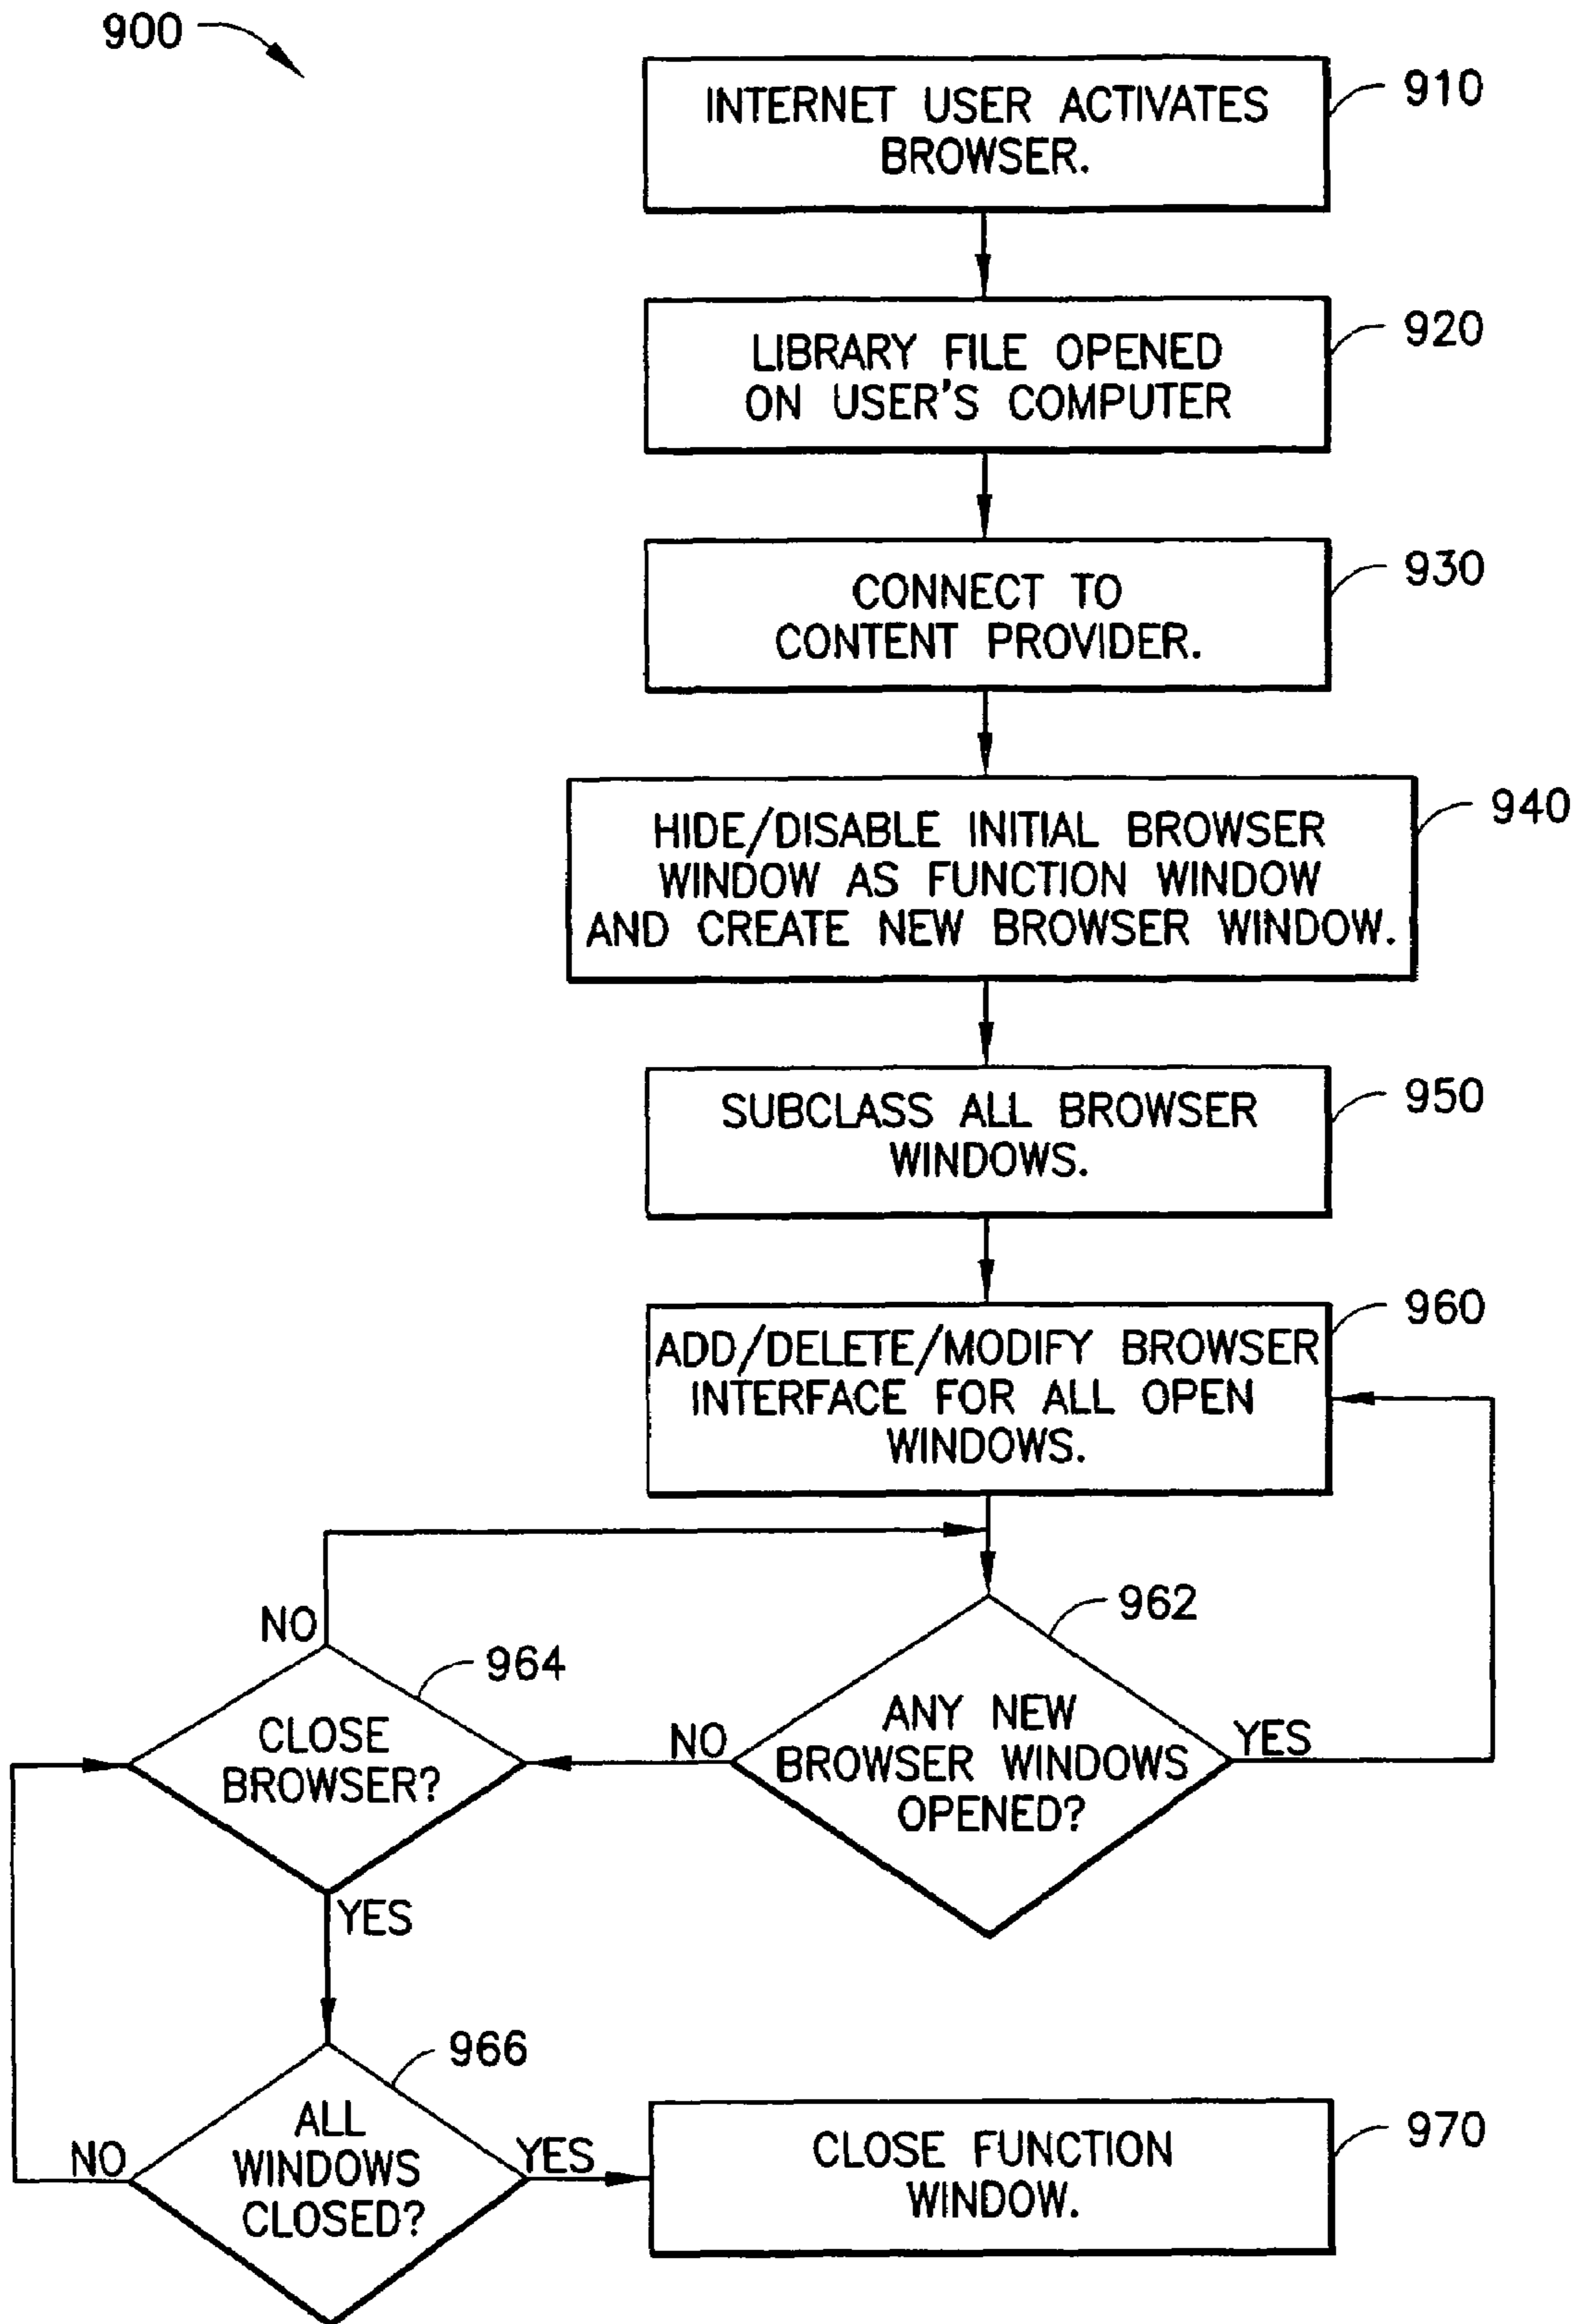 900
INTERNET USER ACTIVATES
BROWSER.
910
LIBRARY FILE OPENED
ON USER'S COMPUTER
920
CONNECT TO
CONTENT PROVIDER.
930
HIDE/DISABLE INITIAL BROWSER
WINDOW AS FUNCTION WINDOW
AND CREATE NEW BROWSER WINDOW.
940
SUBCLASS ALL BROWSER
WINDOWS.
950
ADD/DELETE/MODIFY BROWSER
INTERFACE FOR ALL OPEN
WINDOWS.
960
962
ANY NEW
BROWSER WINDOWS
OPENED?
YES
NO
964
CLOSE
BROWSER?
NO
YES
966
ALL
WINDOWS
CLOSED?
NO
YES
CLOSE FUNCTION
WINDOW.
970